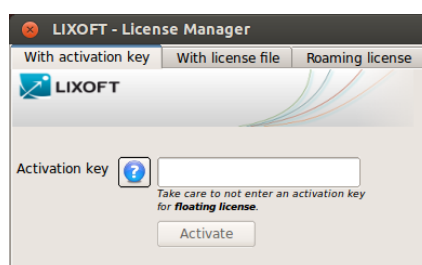 LIXOFT - License Manager
With activation key With license file Roaming license
LIXOFT
Activation key
Take care to not enter an activation key
for floating license.
Activate